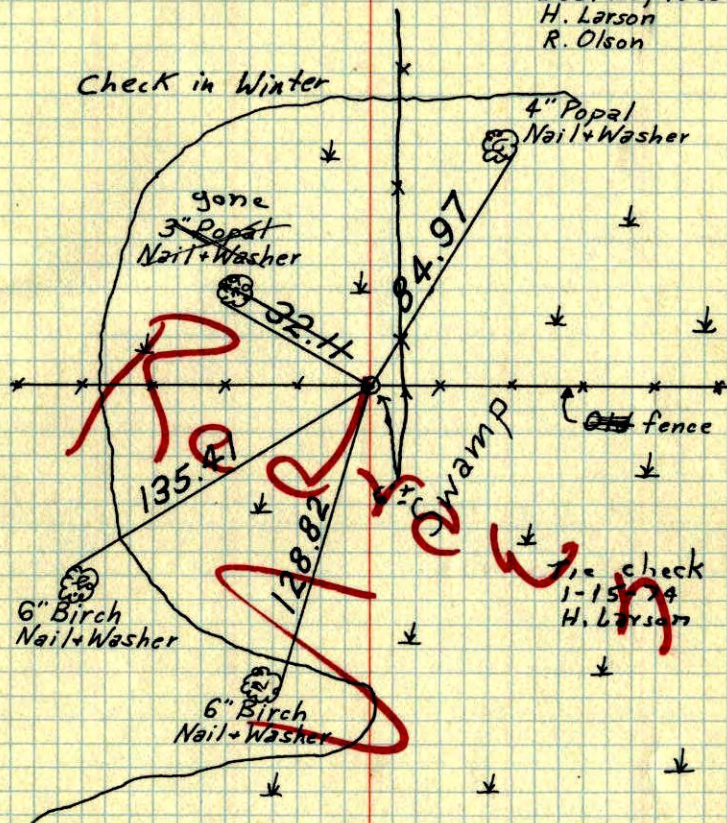 H. Larson
R. Olson
Check in Winter
4" Popal
Nail+Washer
gone
3" Popal
Nail+Washer
84.97
32.11
Old fence
Swamp
135.41
128.82
6" Birch
Nail+Washer
6" Birch
Nail+Washer
Tie check
1-15-74
H. Larson
Redrawn